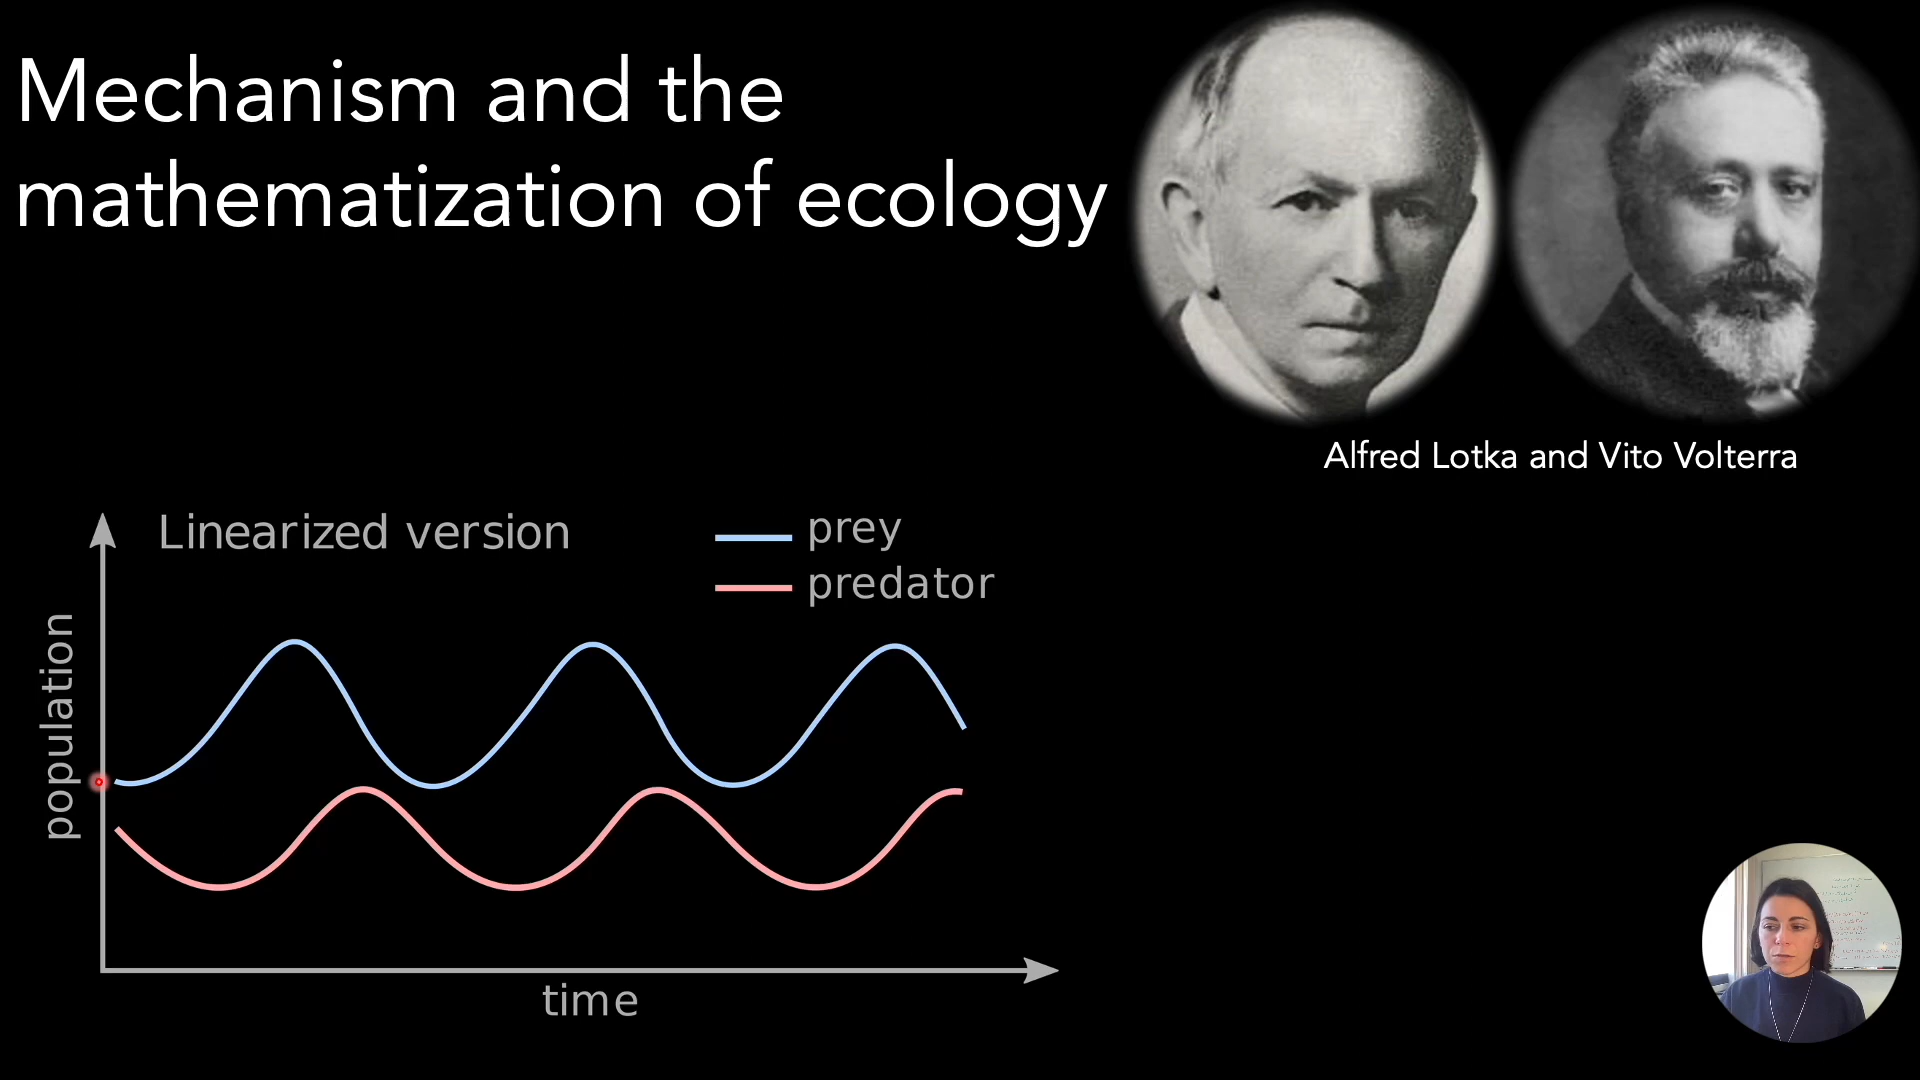 Mechanism and the
mathematization of ecology
Alfred Lotka and Vito Volterra
Linearized version
prey
predator
population
time